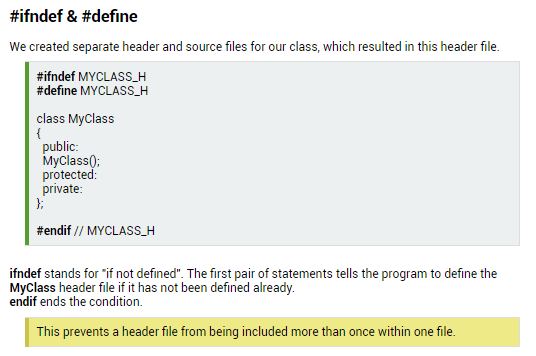 #ifndef & #define
We created separate header and source files for our class, which resulted in this header file.
#ifndef MYCLASS_H
#define MYCLASS_H
class MyClass
{
public:
MyClass();
protected:
private:
};
#endif // MYCLASS_H
ifndef stands for "if not defined". The first pair of statements tells the program to define the
MyClass header file if it has not been defined already.
endif ends the condition.
This prevents a header file from being included more than once within one file.